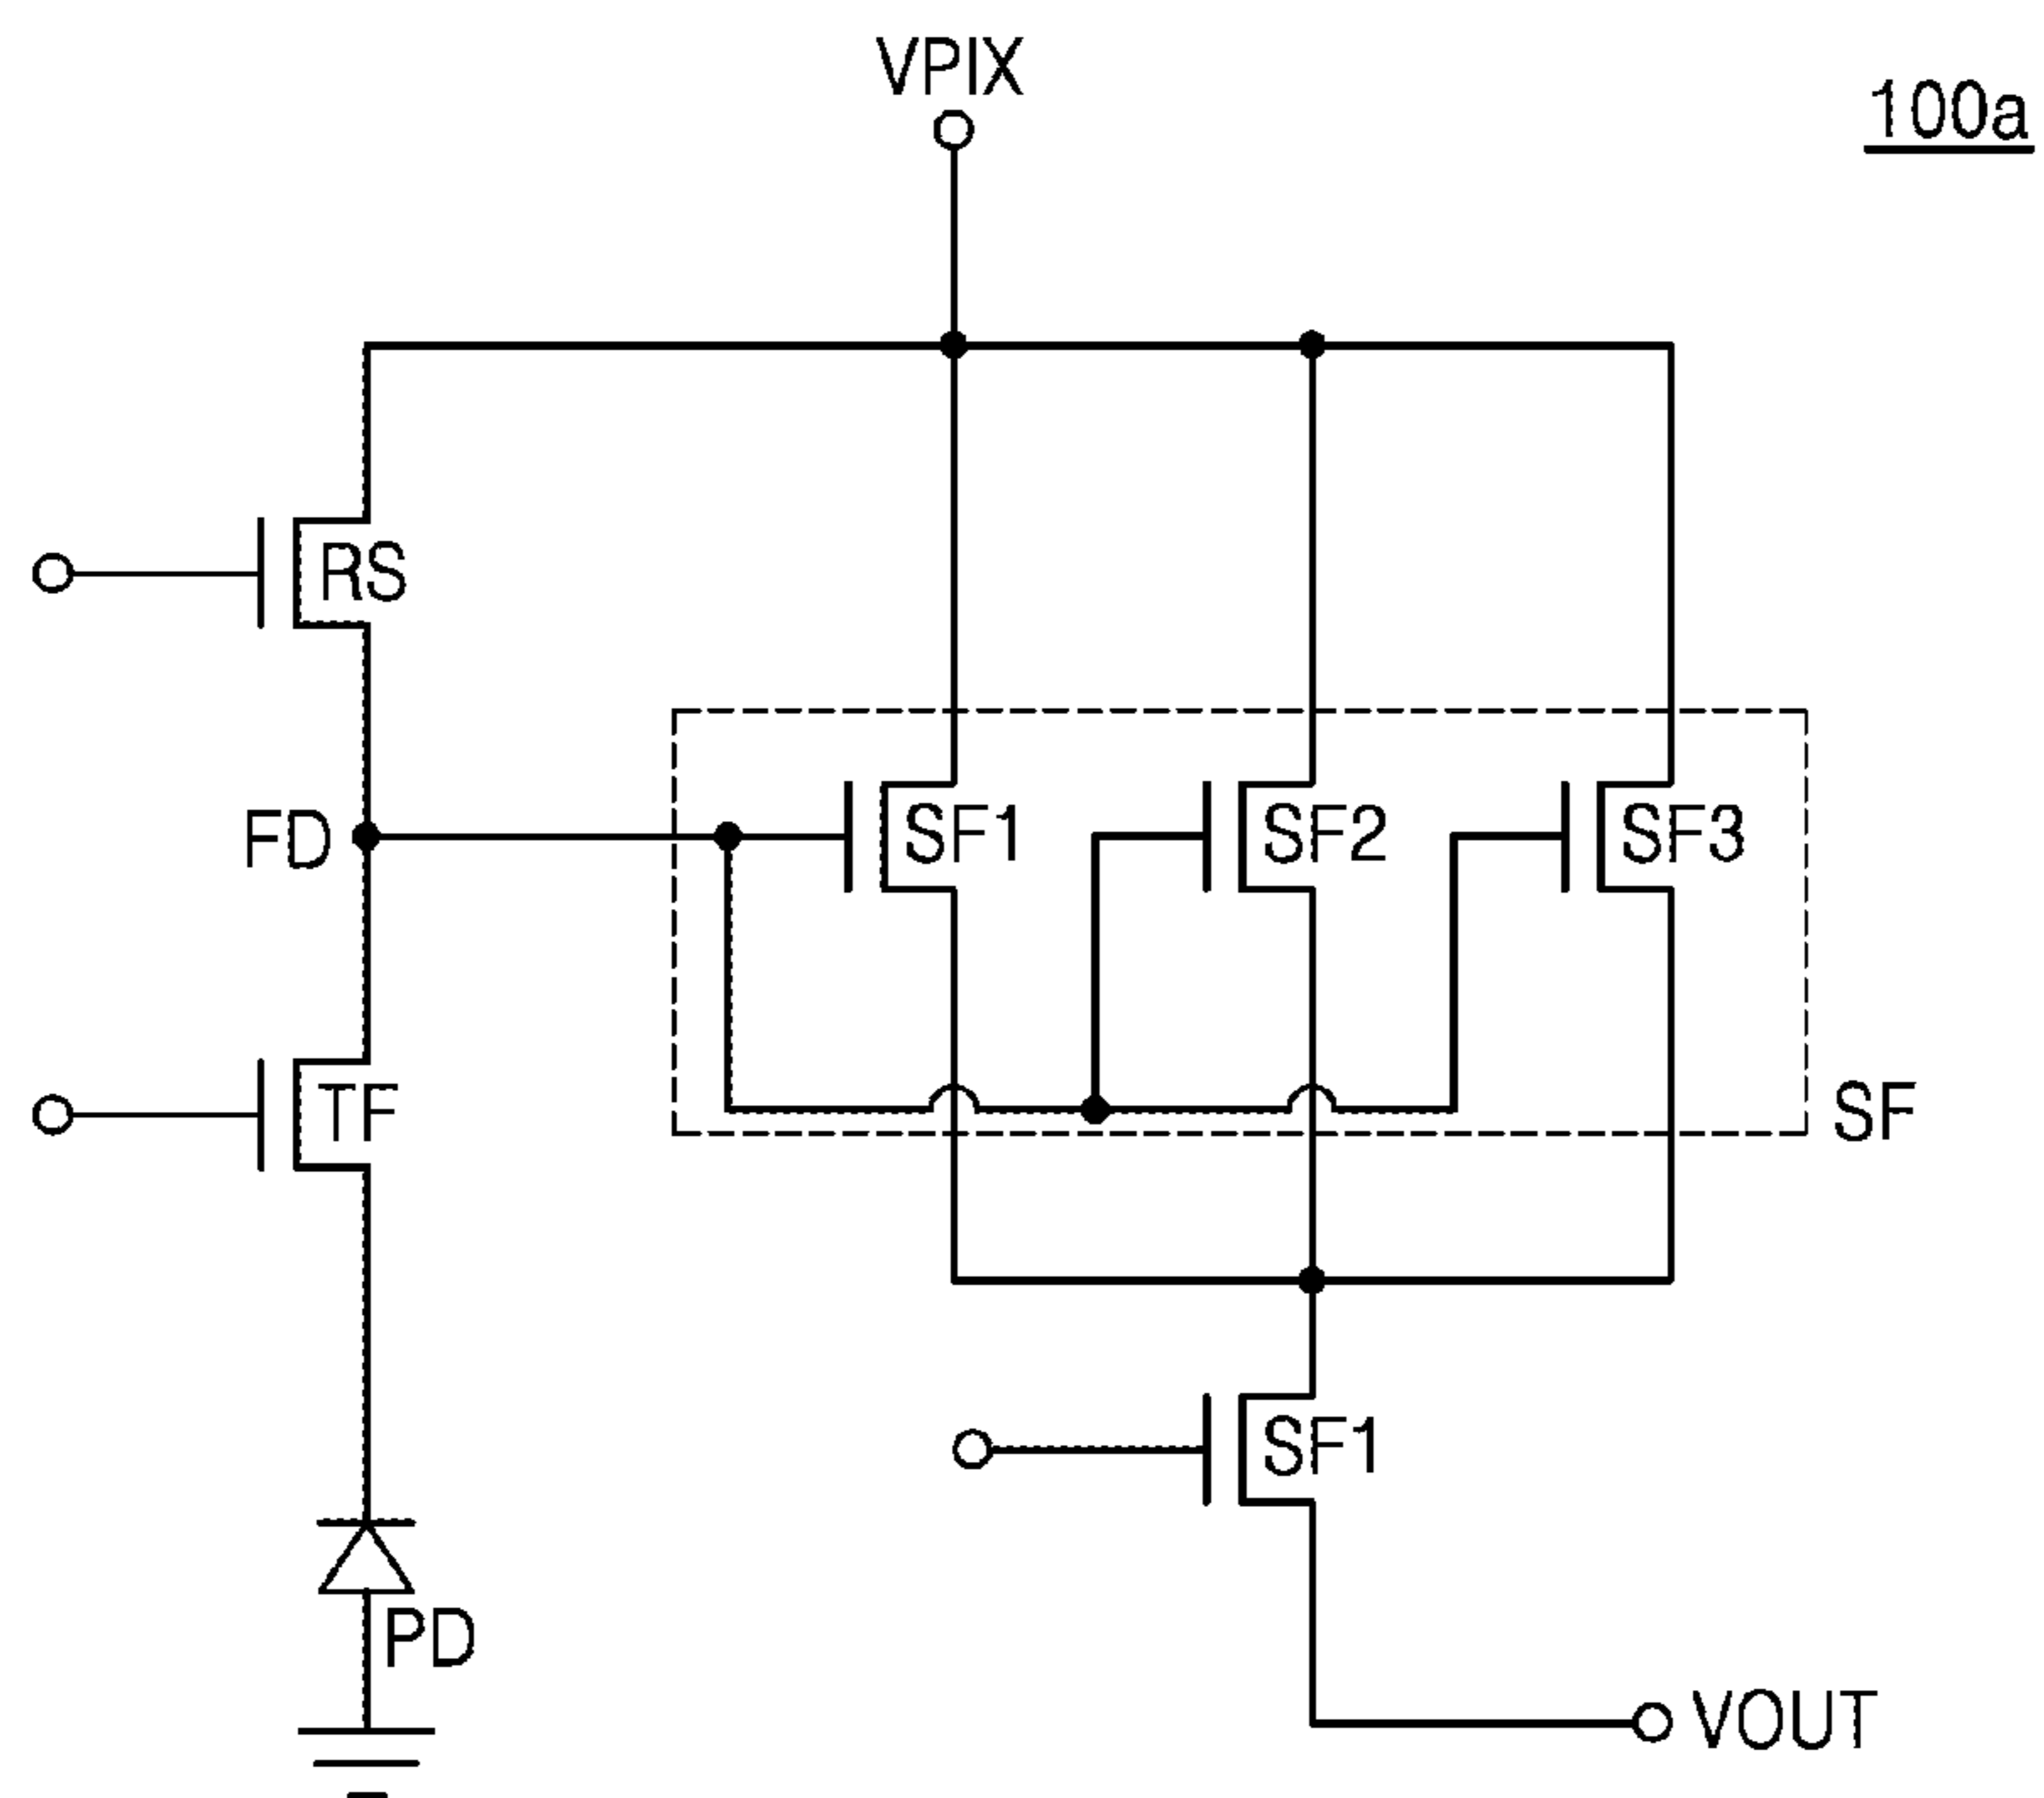 VPIX
100a
RS
FD
SF1
SF2
SF3
TF
SF
SF1
PD
VOUT